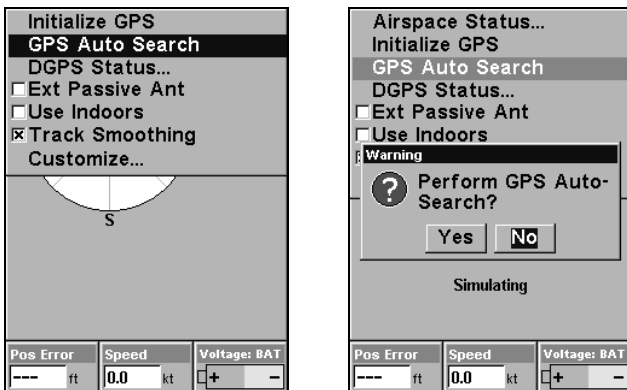 Initialize GPS
GPS Auto Search
DGPS Status...
Ext Passive Ant
Use Indoors
Track Smoothing
Customize...
S
Pos Error
Speed
Voltage: BAT
--- ft
0.0 kt
+ -
Airspace Status...
Initialize GPS
GPS Auto Search
DGPS Status...
Ext Passive Ant
Use Indoors
Warning
Perform GPS Auto-
Search?
Yes
No
Simulating
Pos Error
Speed
Voltage: BAT
--- ft
0.0 kt
+ -